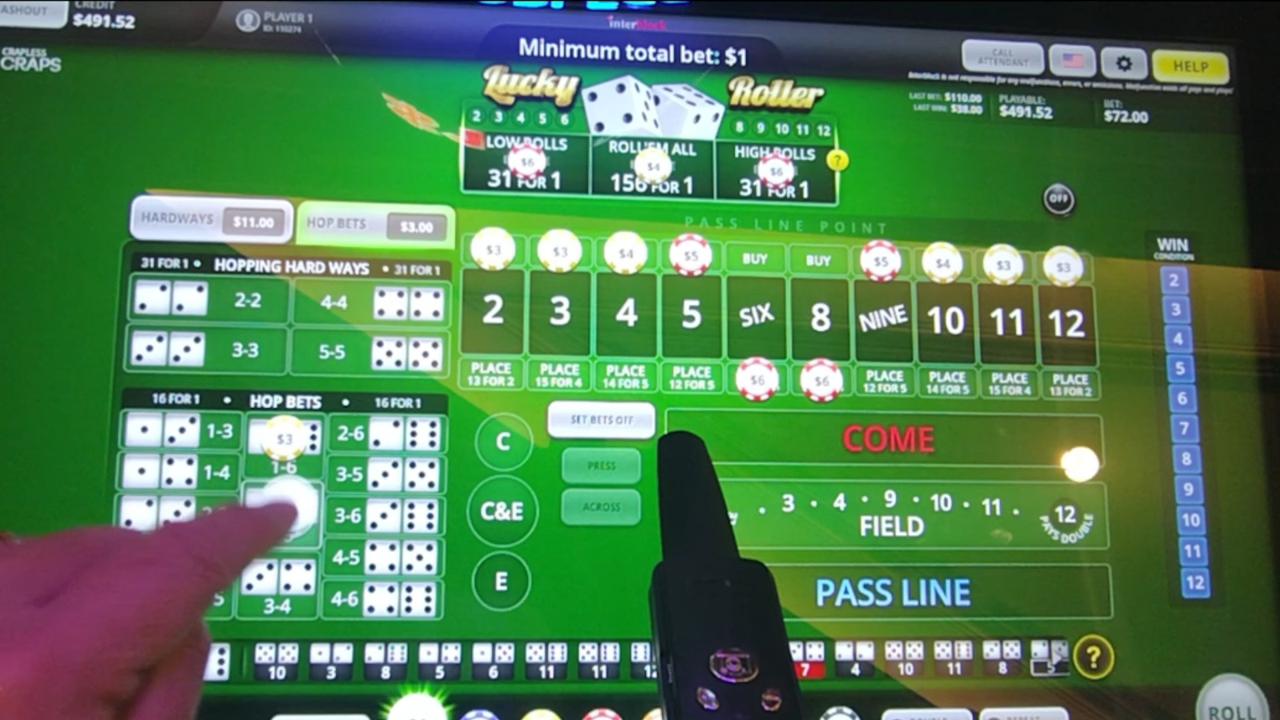 CASHOUT
CREDIT
$491.52
PLAYER 1
ID: 110274
interblock
Minimum total bet: $1
CALL ATTENDANT
HELP
CRAPLESS
CRAPS
Lucky Roller
2 3 4 5 6
8 9 10 11 12
LAST BET: $110.00
LAST WIN: $38.00
PLAYABLE:
$491.52
BET:
$72.00
LOW ROLLS
ROLL'EM ALL
HIGH ROLLS
?
$6
$4
$6
31 FOR 1
156 FOR 1
31 FOR 1
OFF
HARDWAYS $11.00
HOP BETS $3.00
PASS LINE POINT
WIN
CONDITION
2
3
4
5
6
7
8
9
10
11
12
31 FOR 1 • HOPPING HARD WAYS • 31 FOR 1
2-2
4-4
3-3
5-5
$3
$3
$4
$5
BUY
BUY
$5
$4
$3
$3
2
3
4
5
SIX
8
NINE
10
11
12
PLACE
13 FOR 2
PLACE
15 FOR 4
PLACE
14 FOR 5
PLACE
12 FOR 5
$6
$6
PLACE
12 FOR 5
PLACE
14 FOR 5
PLACE
15 FOR 4
PLACE
13 FOR 2
16 FOR 1 • HOP BETS • 16 FOR 1
1-3
$3
1-6
2-6
1-4
3-5
3-6
4-5
5
3-4
4-6
C
C&E
E
SET BETS OFF
PRESS
ACROSS
COME
. 3 • 4 • 9 • 10 • 11 .
12
PAYS DOUBLE
FIELD
PASS LINE
10
3
8
5
6
11
11
7
4
10
11
8
5
?
ROLL